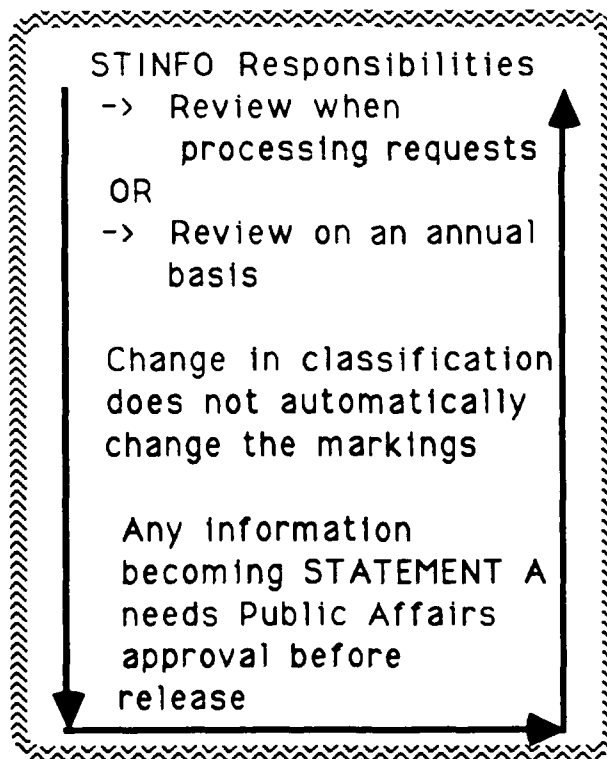 STINFO Responsibilities
-> Review when
processing requests
OR
-> Review on an annual
basis
Change in classification
does not automatically
change the markings
Any information
becoming STATEMENT A
needs Public Affairs
approval before
release